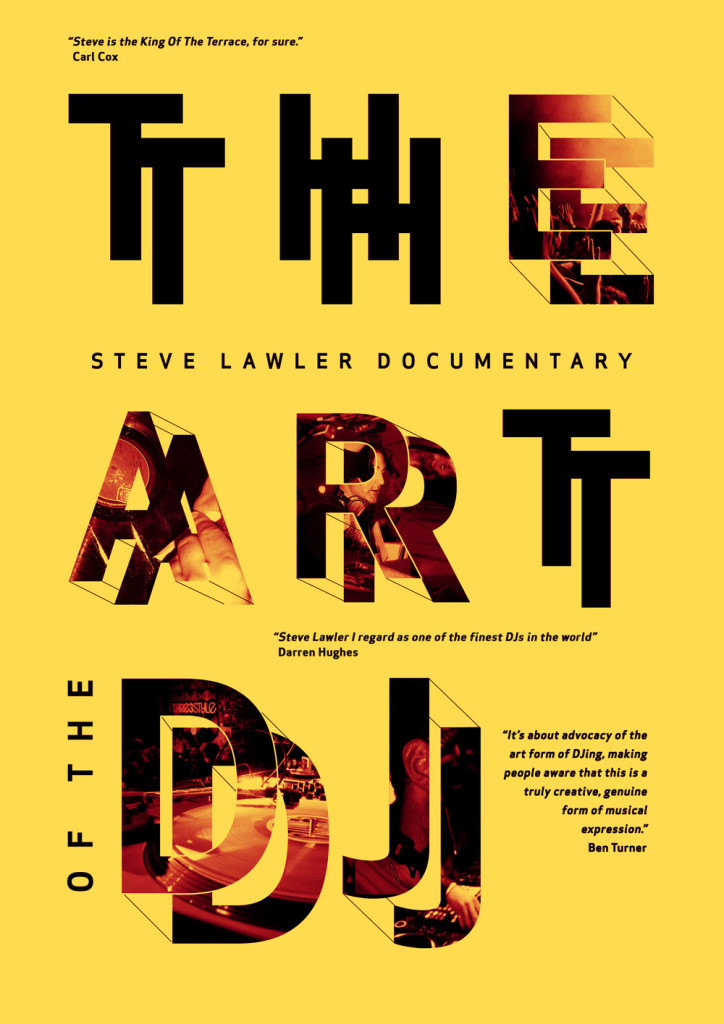 “Steve is the King Of The Terrace, for sure.”
Carl Cox
THE
STEVE LAWLER DOCUMENTARY
ART
“Steve Lawler I regard as one of the finest DJs in the world”
Darren Hughes
OF THE
DJ
THRE3STYLE
“It’s about advocacy of the
art form of DJing, making
people aware that this is a
truly creative, genuine
form of musical
expression.”
Ben Turner